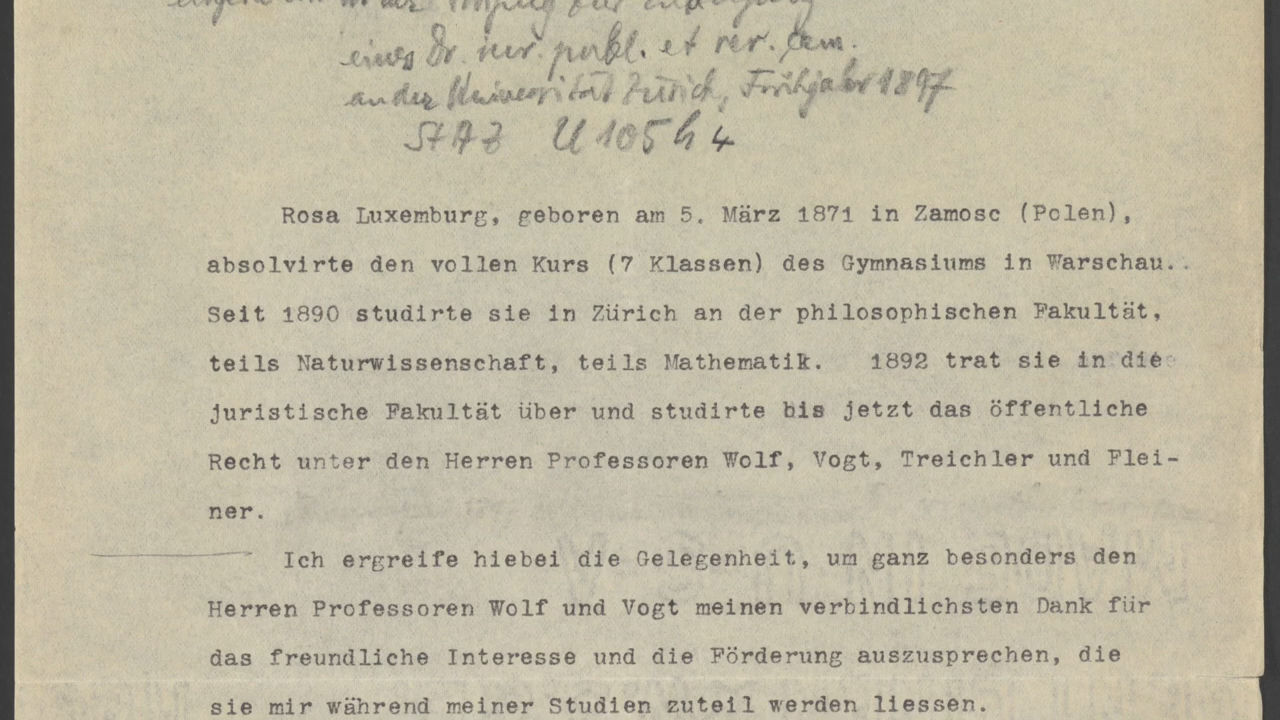 eines Dr. iur. publ. et rer. cam.
an der Universität Zürich, Frühjahr 1897
StAZ U 105 h 4
Rosa Luxemburg, geboren am 5. März 1871 in Zamosc (Polen),
absolvirte den vollen Kurs (7 Klassen) des Gymnasiums in Warschau..
Seit 1890 studirte sie in Zürich an der philosophischen Fakultät,
teils Naturwissenschaft, teils Mathematik. 1892 trat sie in die
juristische Fakultät über und studirte bis jetzt das öffentliche
Recht unter den Herren Professoren Wolf, Vogt, Treichler und Flei-
ner.
Ich ergreife hiebei die Gelegenheit, um ganz besonders den
Herren Professoren Wolf und Vogt meinen verbindlichsten Dank für
das freundliche Interesse und die Förderung auszusprechen, die
sie mir während meiner Studien zuteil werden liessen.